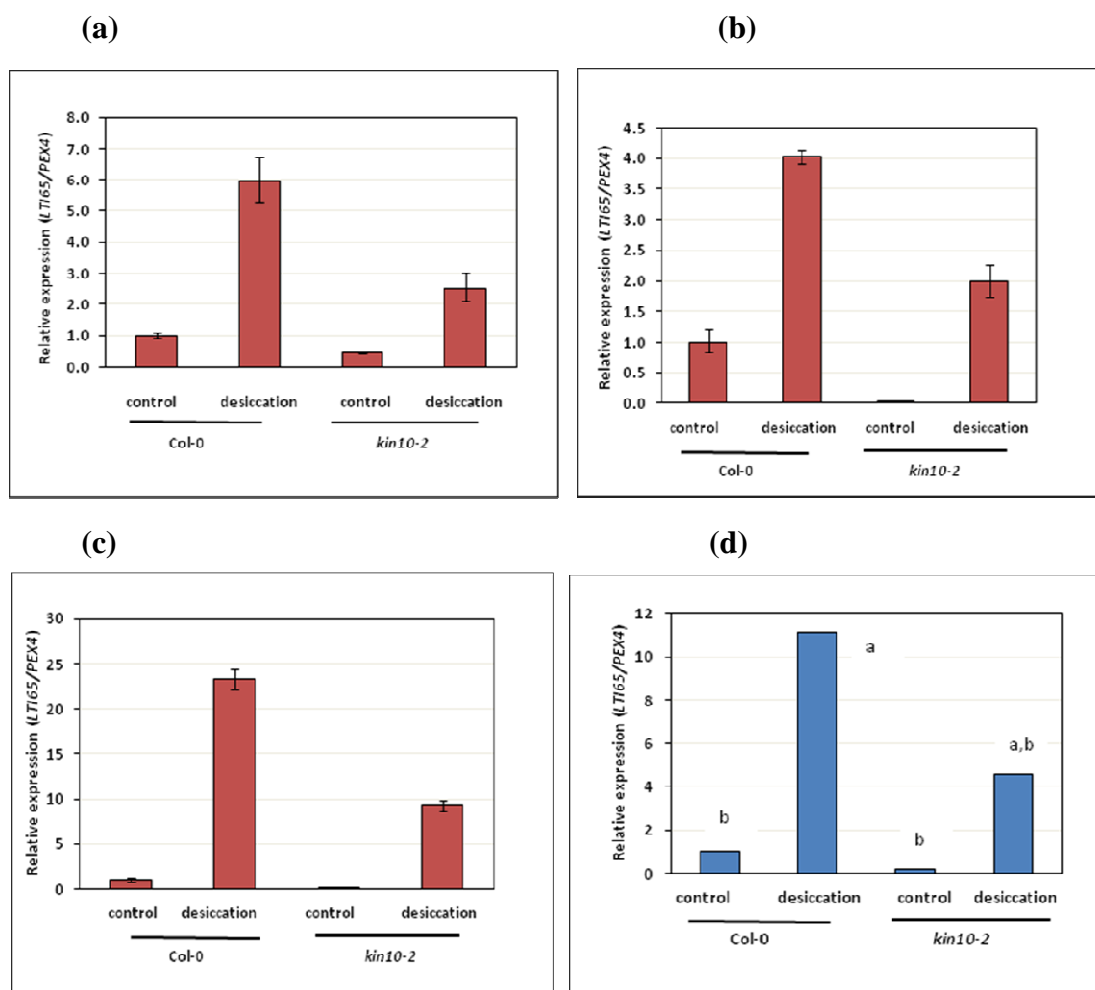 (a)
Relative expression (LTI65/PEX4)
8.0
7.0
6.0
5.0
4.0
3.0
2.0
1.0
0.0
control desiccation control desiccation
Col-0 kin10-2
(b)
Relative expression (LTI65/PEX4)
4.5
4.0
3.5
3.0
2.5
2.0
1.5
1.0
0.5
0.0
control desiccation control desiccation
Col-0 kin10-2
(c)
Relative expression (LTI65/PEX4)
30
25
20
15
10
5
0
control desiccation control desiccation
Col-0 kin10-2
(d)
Relative expression (LTI65/PEX4)
12
10
8
6
4
2
0
b
a
b
a,b
control desiccation control desiccation
Col-0 kin10-2